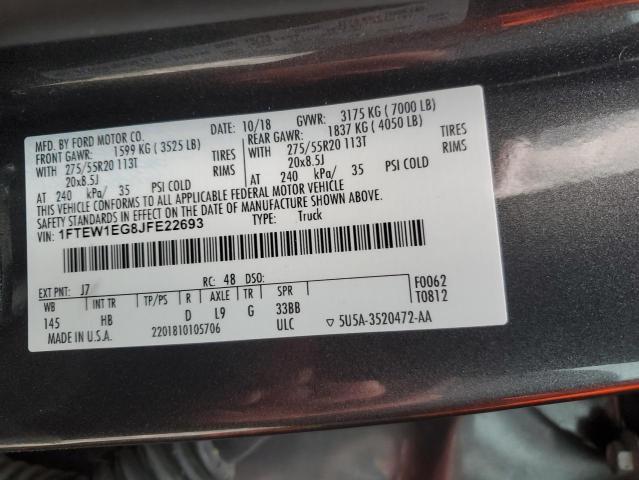 MFD. BY FORD MOTOR CO.
DATE: 10/18 GVWR: 3175 KG ( 7000 LB)
FRONT GAWR: 1599 KG ( 3525 LB)
REAR GAWR: 1837 KG ( 4050 LB)
WITH 275/55R20 113T TIRES
WITH 275/55R20 113T TIRES
20x8.5J RIMS
20x8.5J RIMS
AT 240 kPa/ 35 PSI COLD
AT 240 kPa/ 35 PSI COLD
THIS VEHICLE CONFORMS TO ALL APPLICABLE FEDERAL MOTOR VEHICLE
SAFETY STANDARDS IN EFFECT ON THE DATE OF MANUFACTURE SHOWN ABOVE.
VIN: 1FTEW1EG8JFE22693
TYPE: Truck
EXT PNT: J7 RC: 48 DSO:
F0062
T0812
WB INT TR TP/PS R AXLE TR SPR
145 HB D L9 G 33BB
MADE IN U.S.A. 2201810105706 ULC
▽ 5U5A-3520472-AA